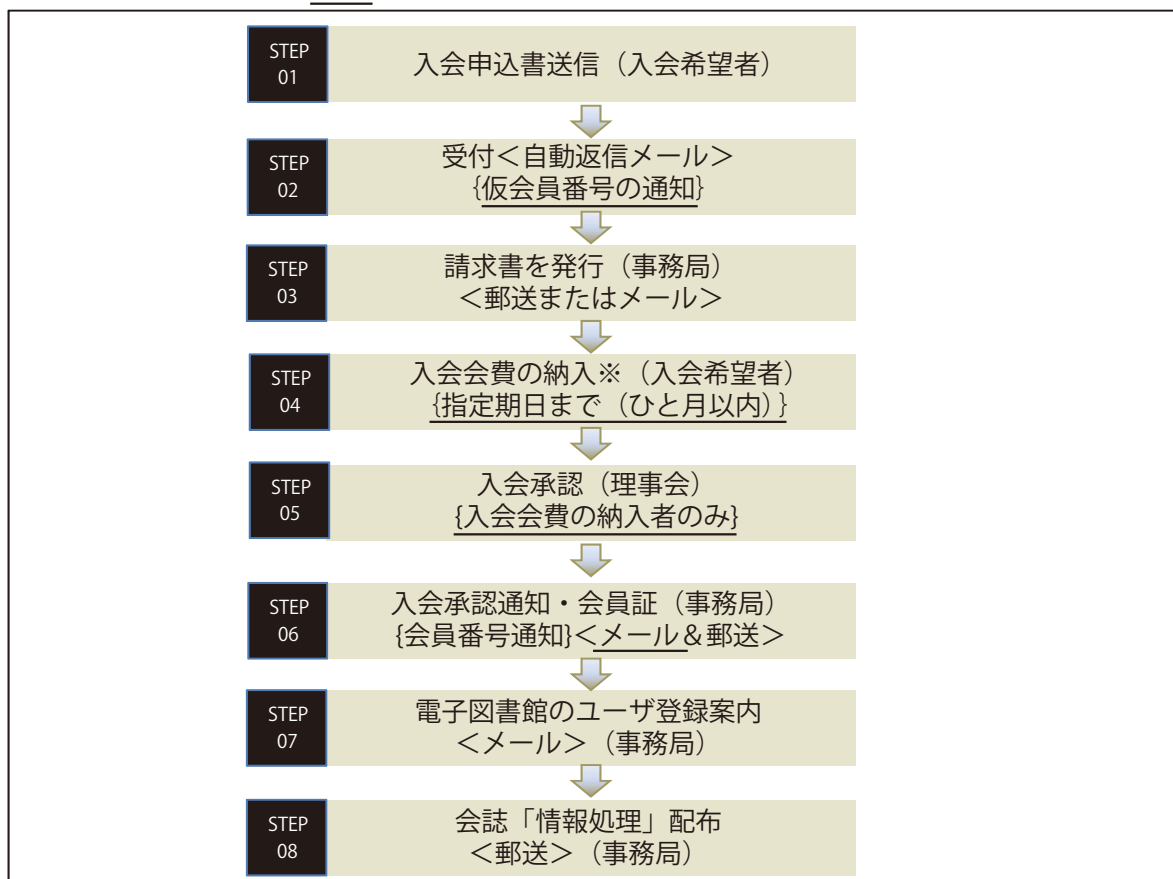 STEP
01
入会申込書送信（入会希望者）
STEP
02
受付＜自動返信メール＞
{仮会員番号の通知}
STEP
03
請求書を発行（事務局）
＜郵送またはメール＞
STEP
04
入会会費の納入※（入会希望者）
{指定期日まで（ひと月以内）}
STEP
05
入会承認（理事会）
{入会会費の納入者のみ}
STEP
06
入会承認通知・会員証（事務局）
{会員番号通知}＜メール＆郵送＞
STEP
07
電子図書館のユーザ登録案内
＜メール＞（事務局）
STEP
08
会誌「情報処理」配布
＜郵送＞（事務局）